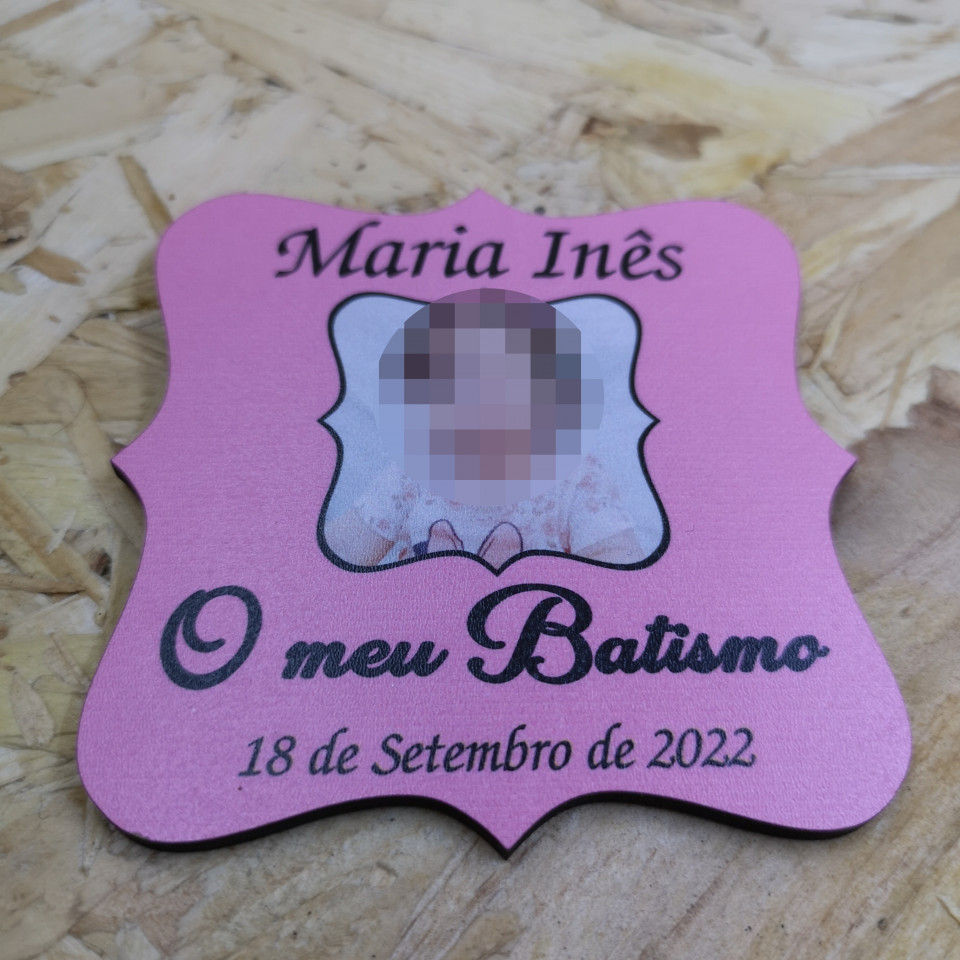 Maria Inês
O meu Batismo
18 de Setembro de 2022